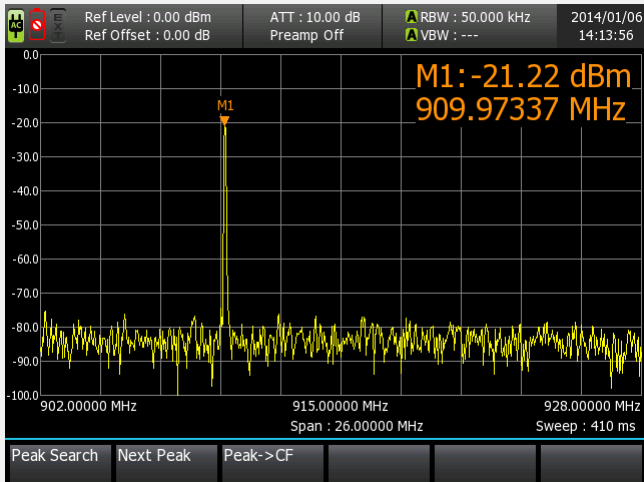 AC
EXT
Ref Level : 0.00 dBm
Ref Offset : 0.00 dB
ATT : 10.00 dB
Preamp Off
A RBW : 50.000 kHz
A VBW : ---
2014/01/06
14:13:56
M1:-21.22 dBm
909.97337 MHz
M1
0.0
-10.0
-20.0
-30.0
-40.0
-50.0
-60.0
-70.0
-80.0
-90.0
-100.0
902.00000 MHz
915.00000 MHz
928.00000 MHz
Span : 26.00000 MHz
Sweep : 410 ms
Peak Search
Next Peak
Peak->CF